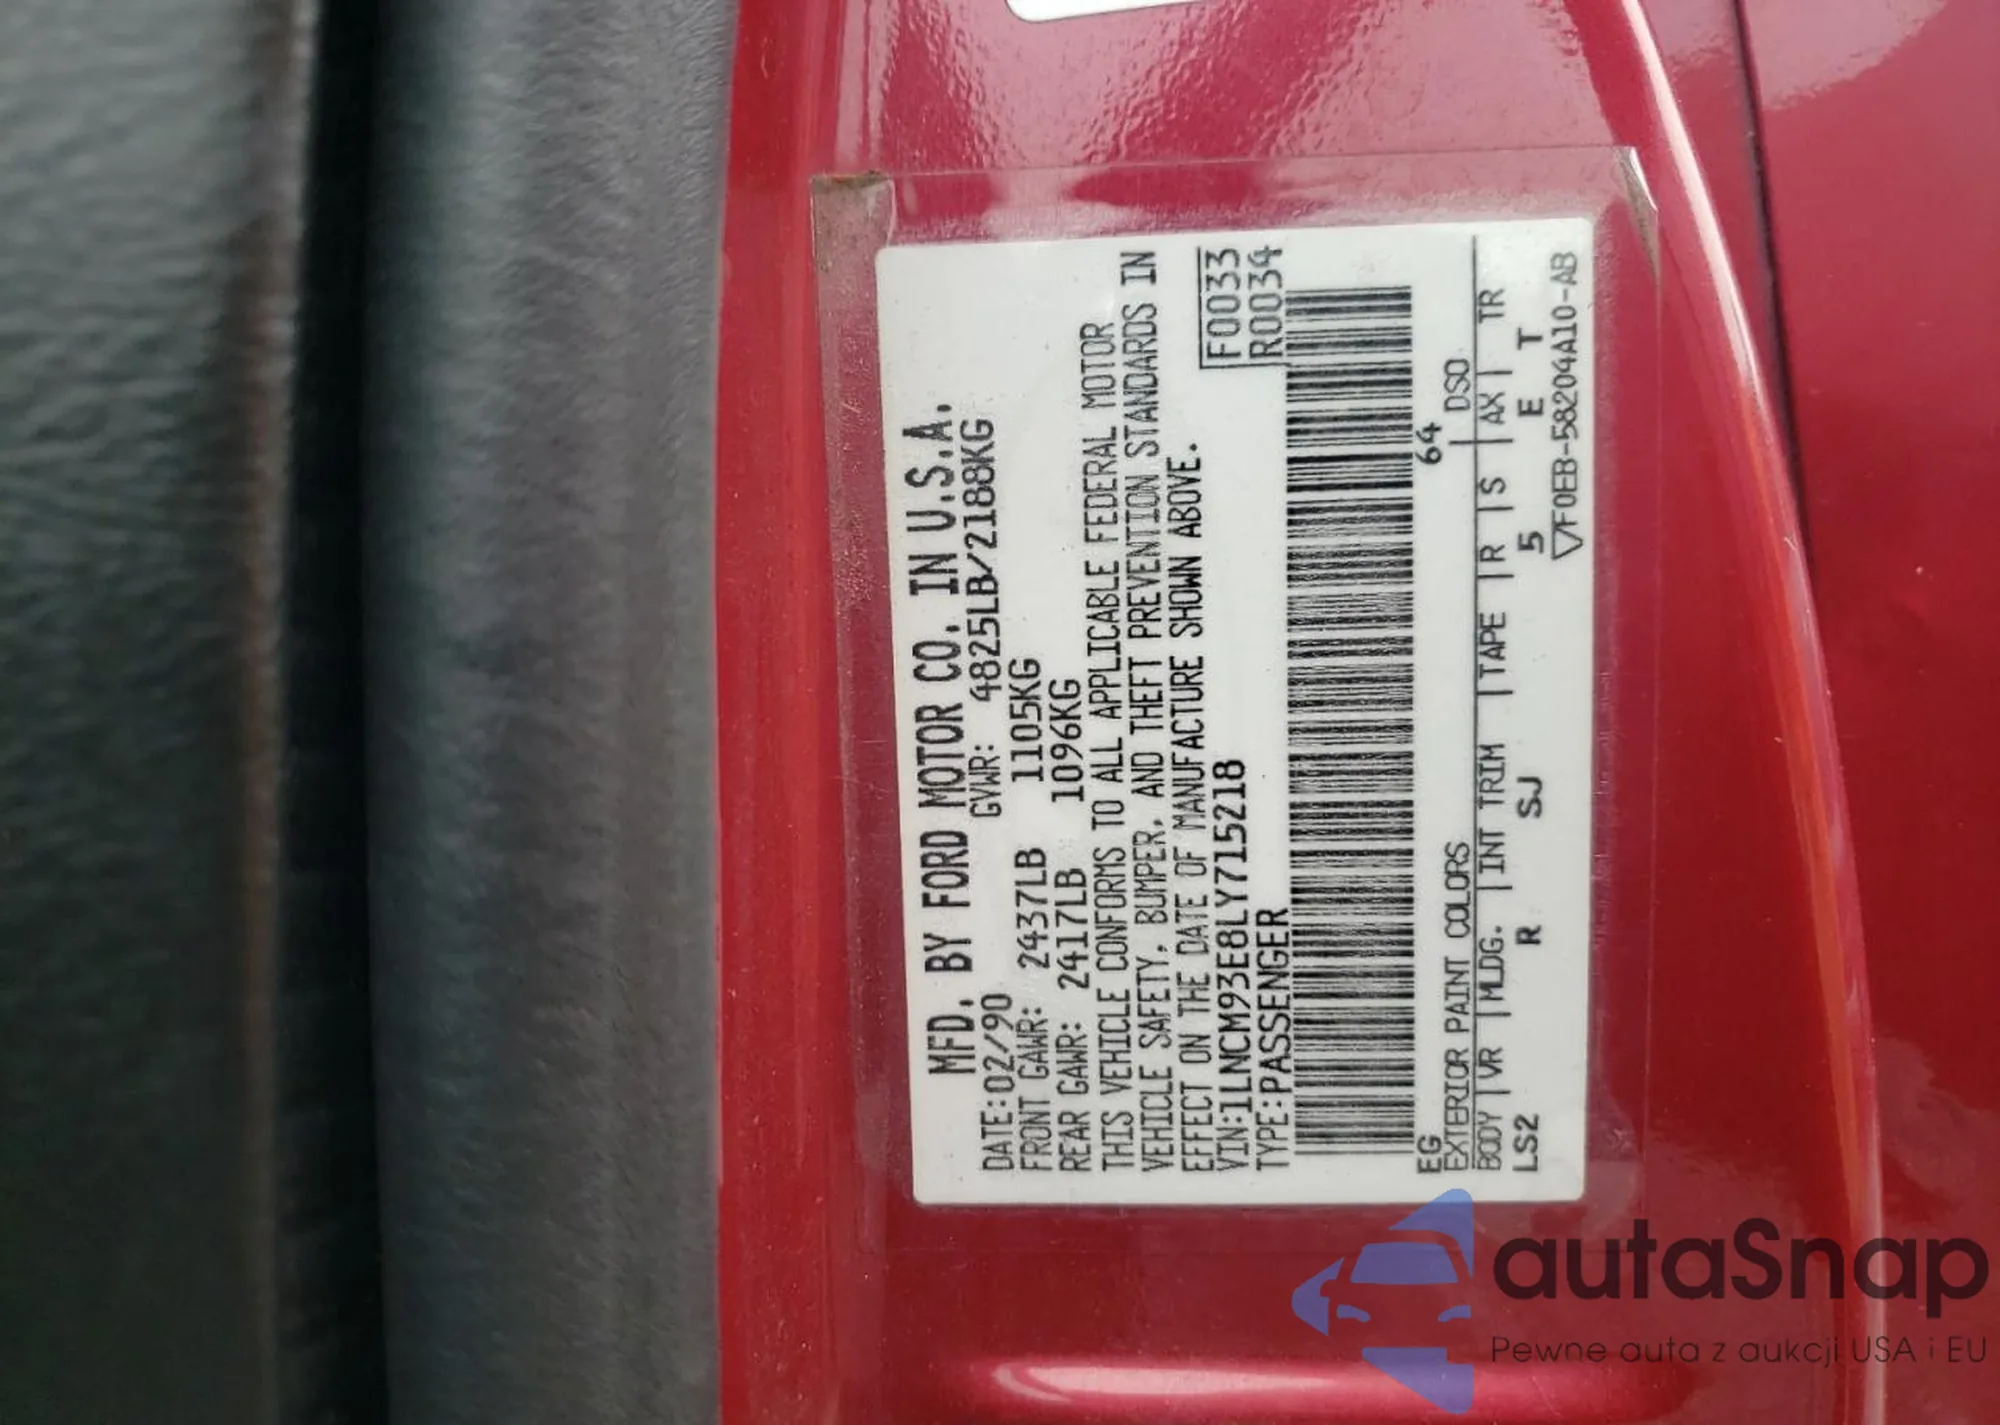 MFD. BY FORD MOTOR CO. IN U.S.A.
DATE:02/90 GVWR: 4825LB/2188KG
FRONT GAWR: 2437LB 1105KG
REAR GAWR: 2417LB 1096KG
THIS VEHICLE CONFORMS TO ALL APPLICABLE FEDERAL MOTOR
VEHICLE SAFETY, BUMPER, AND THEFT PREVENTION STANDARDS IN
EFFECT ON THE DATE OF MANUFACTURE SHOWN ABOVE.
VIN:1LNCM93E8LY715218 F0033
TYPE:PASSENGER R0034
EG 64
EXTERIOR PAINT COLORS DSO
BODY VR MLDG. INT TRIM TAPE R S AX TR
LS2 R SJ 5 E T
▽F0EB-58204A10-AB
autaSnap
Pewne auta z aukcji USA i EU